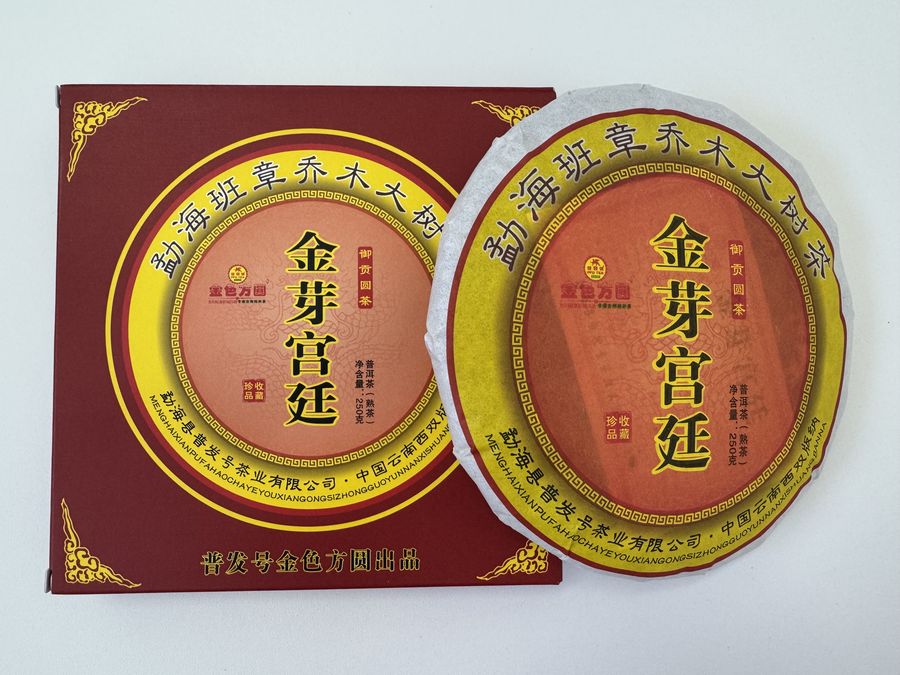 勐海班章乔木大树
金芽宫廷
御贡圆茶
金色方圆
普洱茶（熟茶）
净含量：250克
收藏
珍品
勐海县普发号茶业有限公司·中国云南西双版
MENGHAIXIANPUFAHAOCHAYEYOUXIANGONGSIZHONGGUOYUNNANXISHUAN
普发号金色方圆出品
勐海班章乔木大树茶
金芽宫廷
御贡圆茶
金色方圆
普洱茶（熟茶）
净含量：250克
收藏
珍品
勐海县普发号茶业有限公司·中国云南西双版纳
MENGHAIXIANPUFAHAOCHAYEYOUXIANGONGSIZHONGGUOYUNNANXISHUANGBANNA